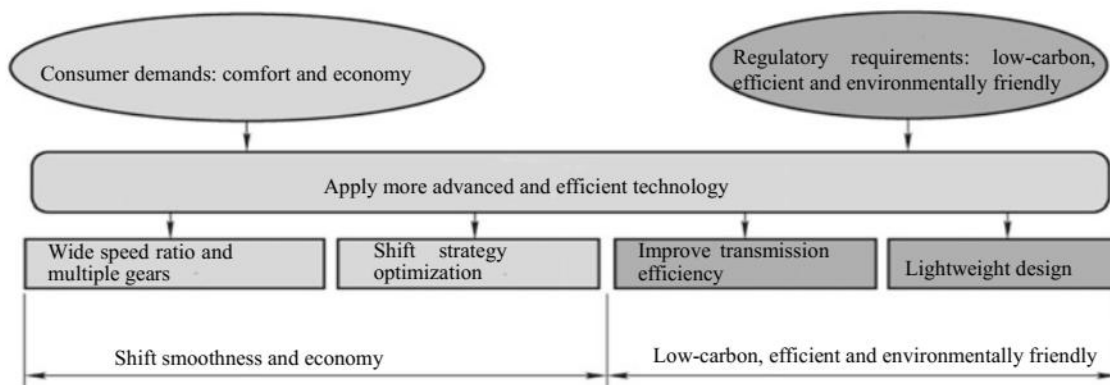 Consumer demands: comfort and economy
Regulatory requirements: low-carbon,
efficient and environmentally friendly
Apply more advanced and efficient technology
Wide speed ratio and
multiple gears
Shift strategy
optimization
Improve transmission
efficiency
Lightweight design
Shift smoothness and economy
Low-carbon, efficient and environmentally friendly